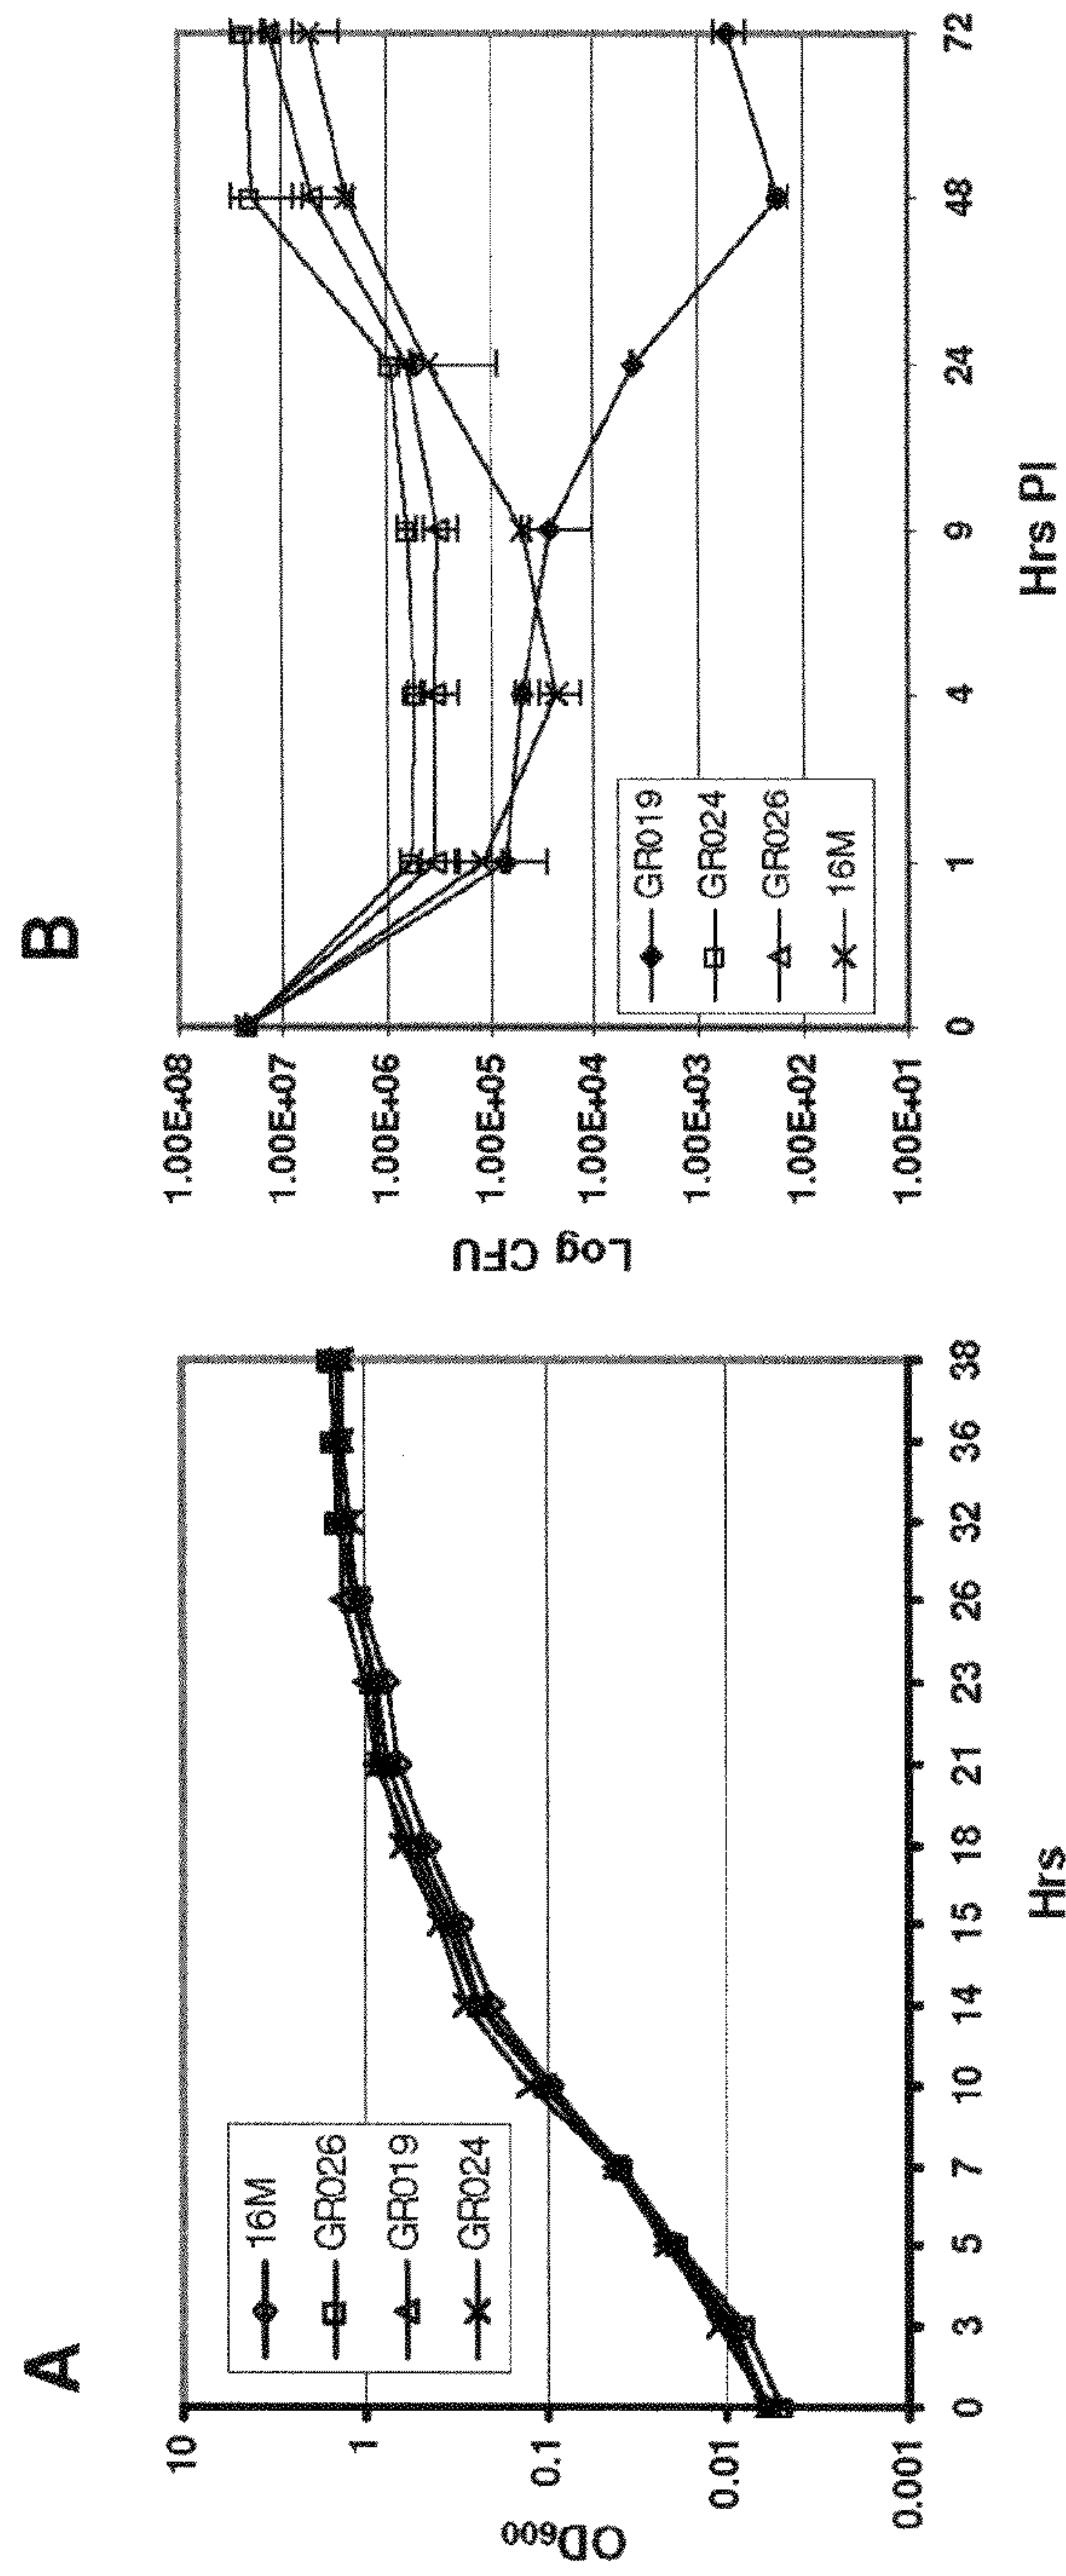 A
10
1
0.1
0.01
0.001
OD600
16M
GR026
GR019
GR024
0 3 5 7 10 14 15 18 21 23 26 32 36 38
Hrs
B
1.00E+08
1.00E+07
1.00E+06
1.00E+05
1.00E+04
1.00E+03
1.00E+02
1.00E+01
Log CFU
GR019
GR024
GR026
16M
0 1 4 9 24 48 72
Hrs PI